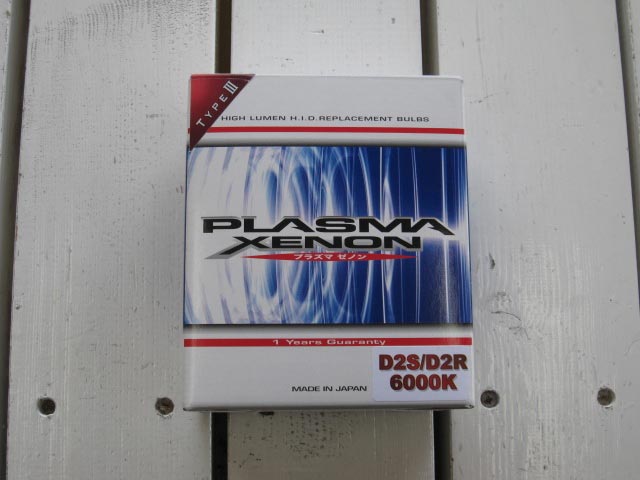 TYPE III
HIGH LUMEN H.I.D. REPLACEMENT BULBS
PLASMA
XENON
プラズマ ゼノン
1 Years Guaranty
D2S/D2R
6000K
MADE IN JAPAN